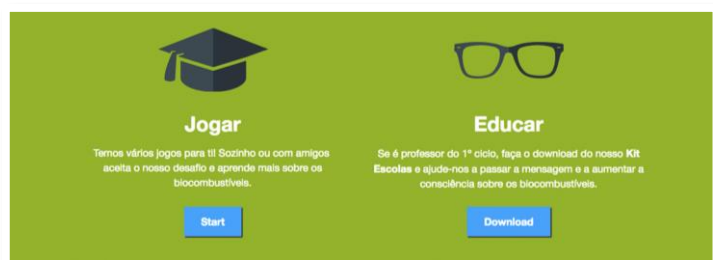 Jogar
Temos vários jogos para ti! Sozinho ou com amigos
aceita o nosso desafio e aprende mais sobre os
biocombustíveis.
Start
Educar
Se é professor do 1º ciclo, faça o download do nosso Kit
Escolas e ajude-nos a passar a mensagem e a aumentar a
consciência sobre os biocombustíveis.
Download